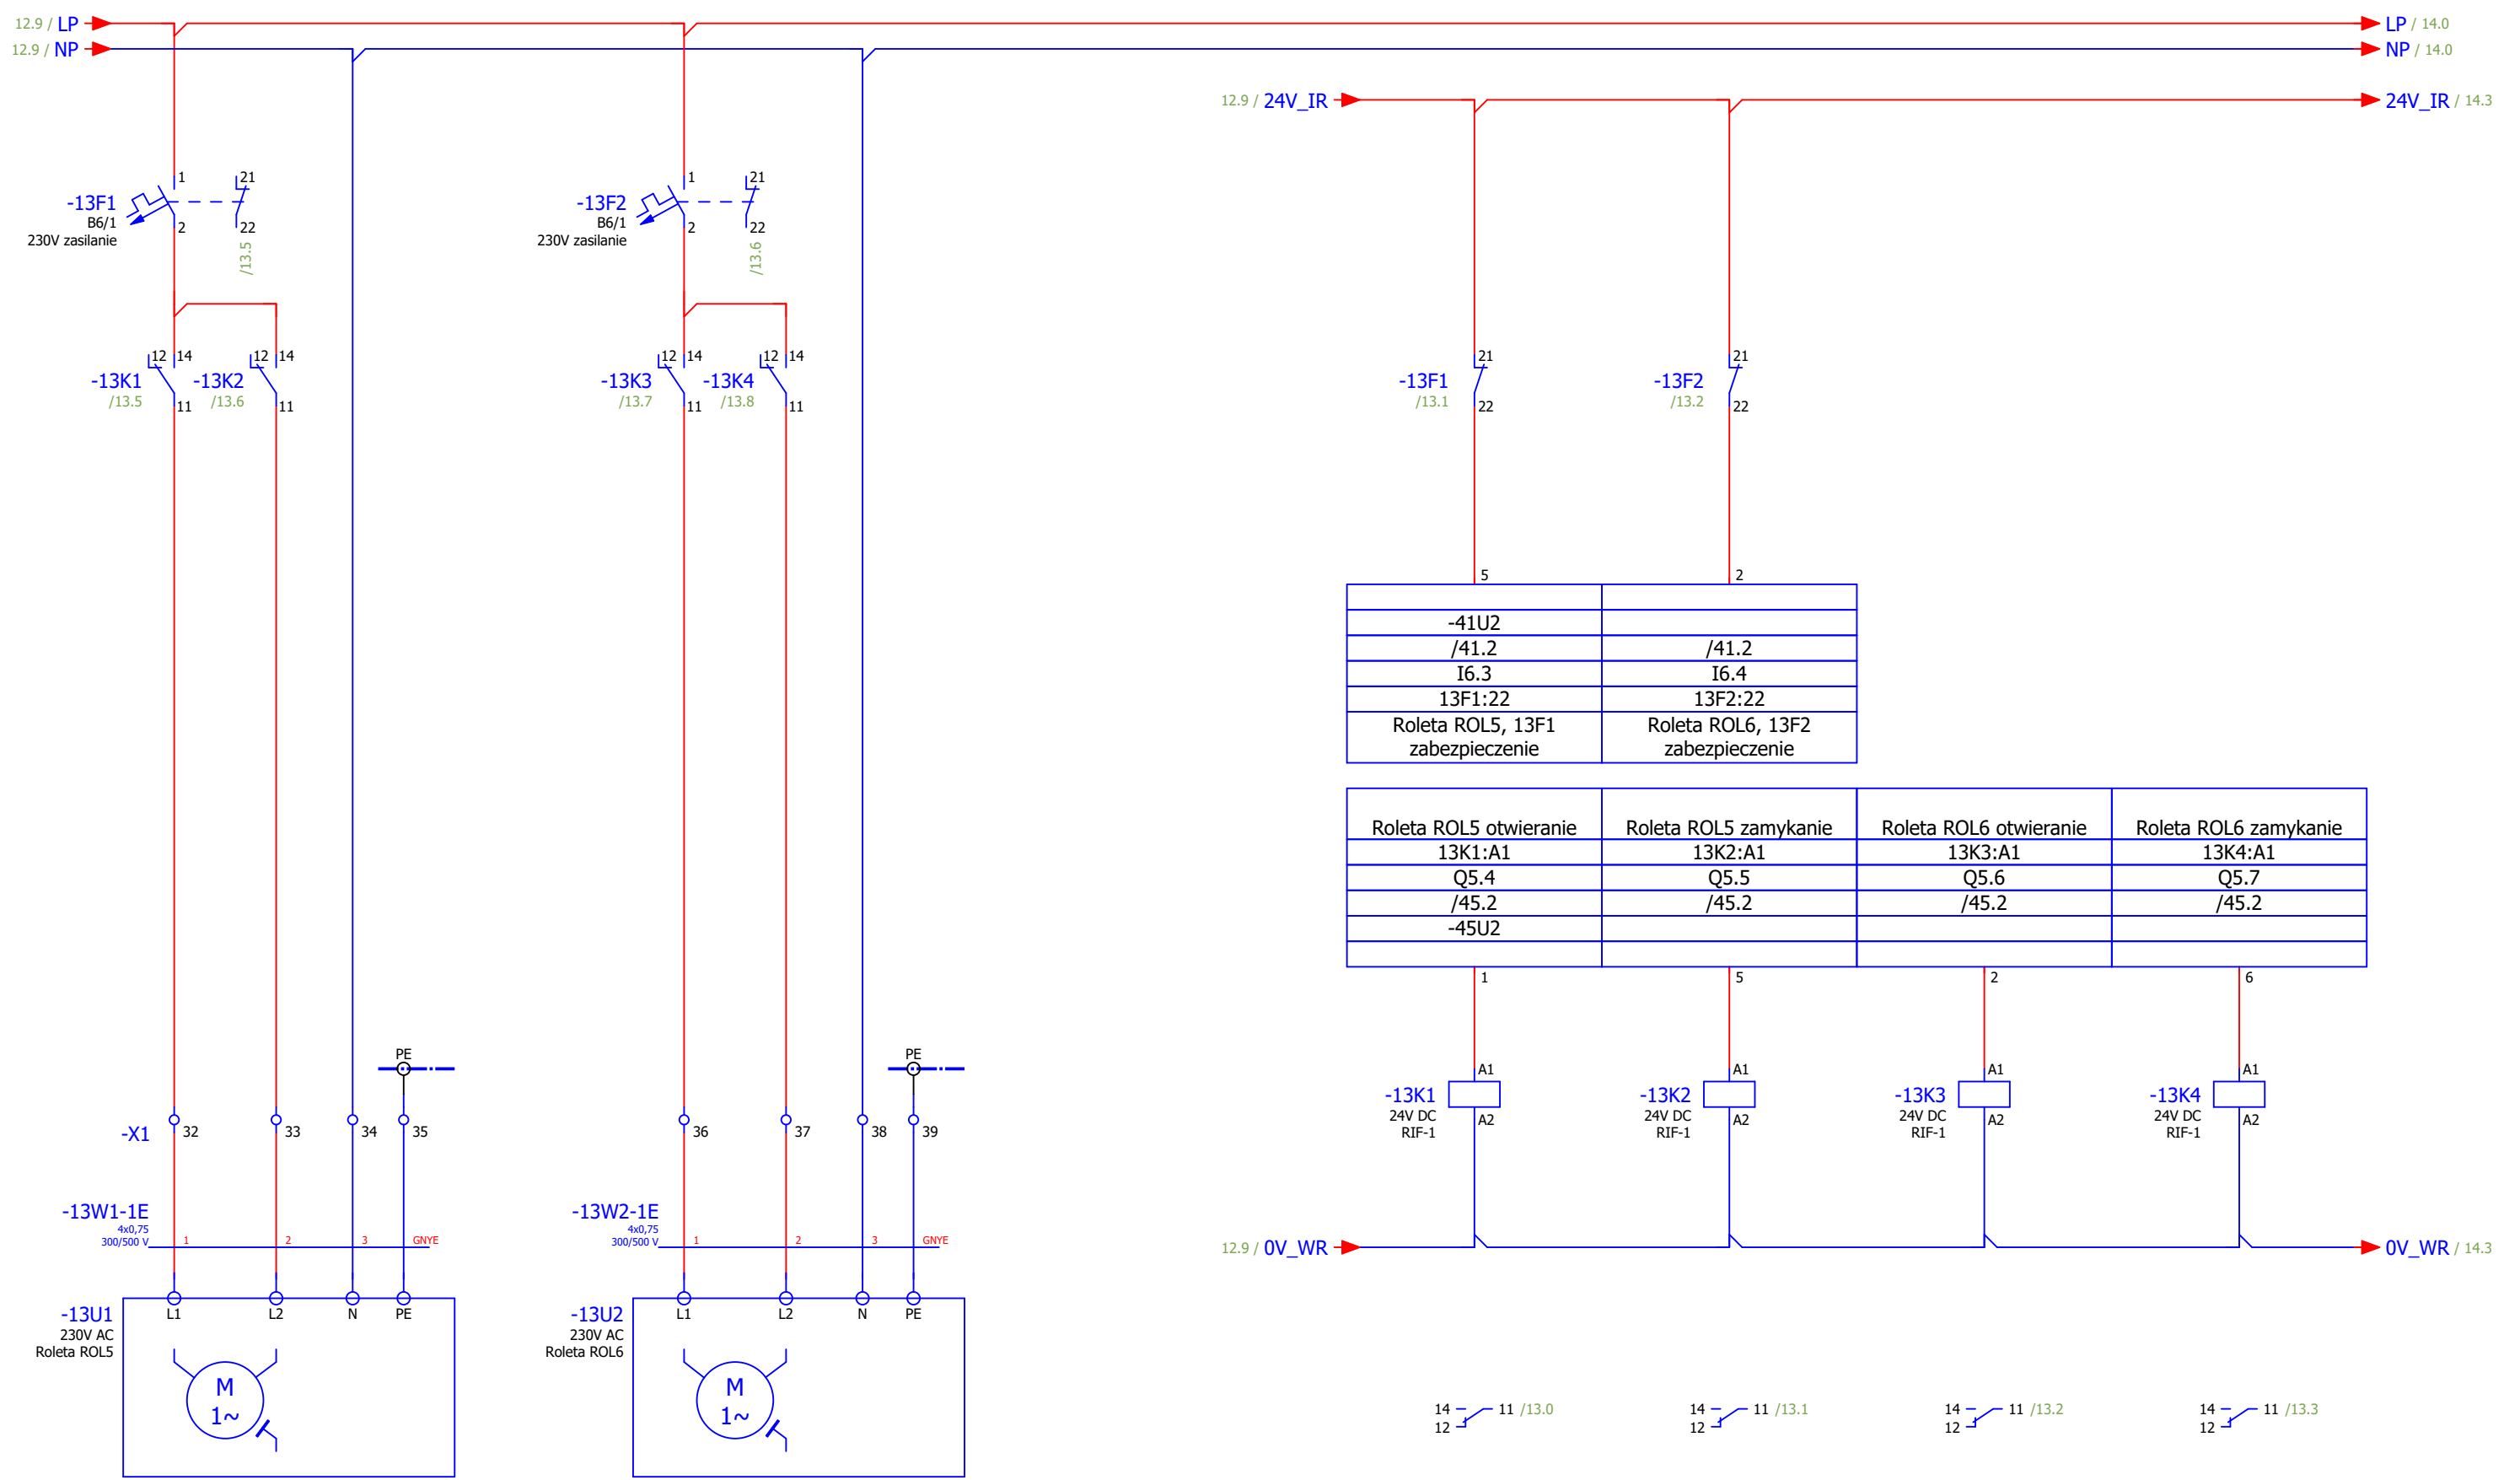 12.9 / LP
LP / 14.0
12.9 / NP
NP / 14.0
12.9 / 24V_IR
24V_IR / 14.3
1
21
-13F1
B6/1
2
22
230V zasilanie
/13.5
1
21
-13F2
B6/1
2
22
230V zasilanie
/13.6
12 14
-13K1
/13.5
11
12 14
-13K2
/13.6
11
12 14
-13K3
/13.7
11
12 14
-13K4
/13.8
11
21
-13F1
/13.1
22
21
-13F2
/13.2
22
5
2
-41U2
/41.2
/41.2
I6.3
I6.4
13F1:22
13F2:22
Roleta ROL5, 13F1
zabezpieczenie
Roleta ROL6, 13F2
zabezpieczenie
Roleta ROL5 otwieranie
Roleta ROL5 zamykanie
Roleta ROL6 otwieranie
Roleta ROL6 zamykanie
13K1:A1
13K2:A1
13K3:A1
13K4:A1
Q5.4
Q5.5
Q5.6
Q5.7
/45.2
/45.2
/45.2
/45.2
-45U2
1
5
2
6
PE
PE
A1
-13K1
24V DC
A2
RIF-1
A1
-13K2
24V DC
A2
RIF-1
A1
-13K3
24V DC
A2
RIF-1
A1
-13K4
24V DC
A2
RIF-1
-X1
32
33
34
35
36
37
38
39
-13W1-1E
4x0,75
300/500 V
1
2
3
GNYE
-13W2-1E
4x0,75
300/500 V
1
2
3
GNYE
12.9 / 0V_WR
0V_WR / 14.3
-13U1
230V AC
Roleta ROL5
L1
L2
N
PE
M
1~
-13U2
230V AC
Roleta ROL6
L1
L2
N
PE
M
1~
14
11 /13.0
12
14
11 /13.1
12
14
11 /13.2
12
14
11 /13.3
12